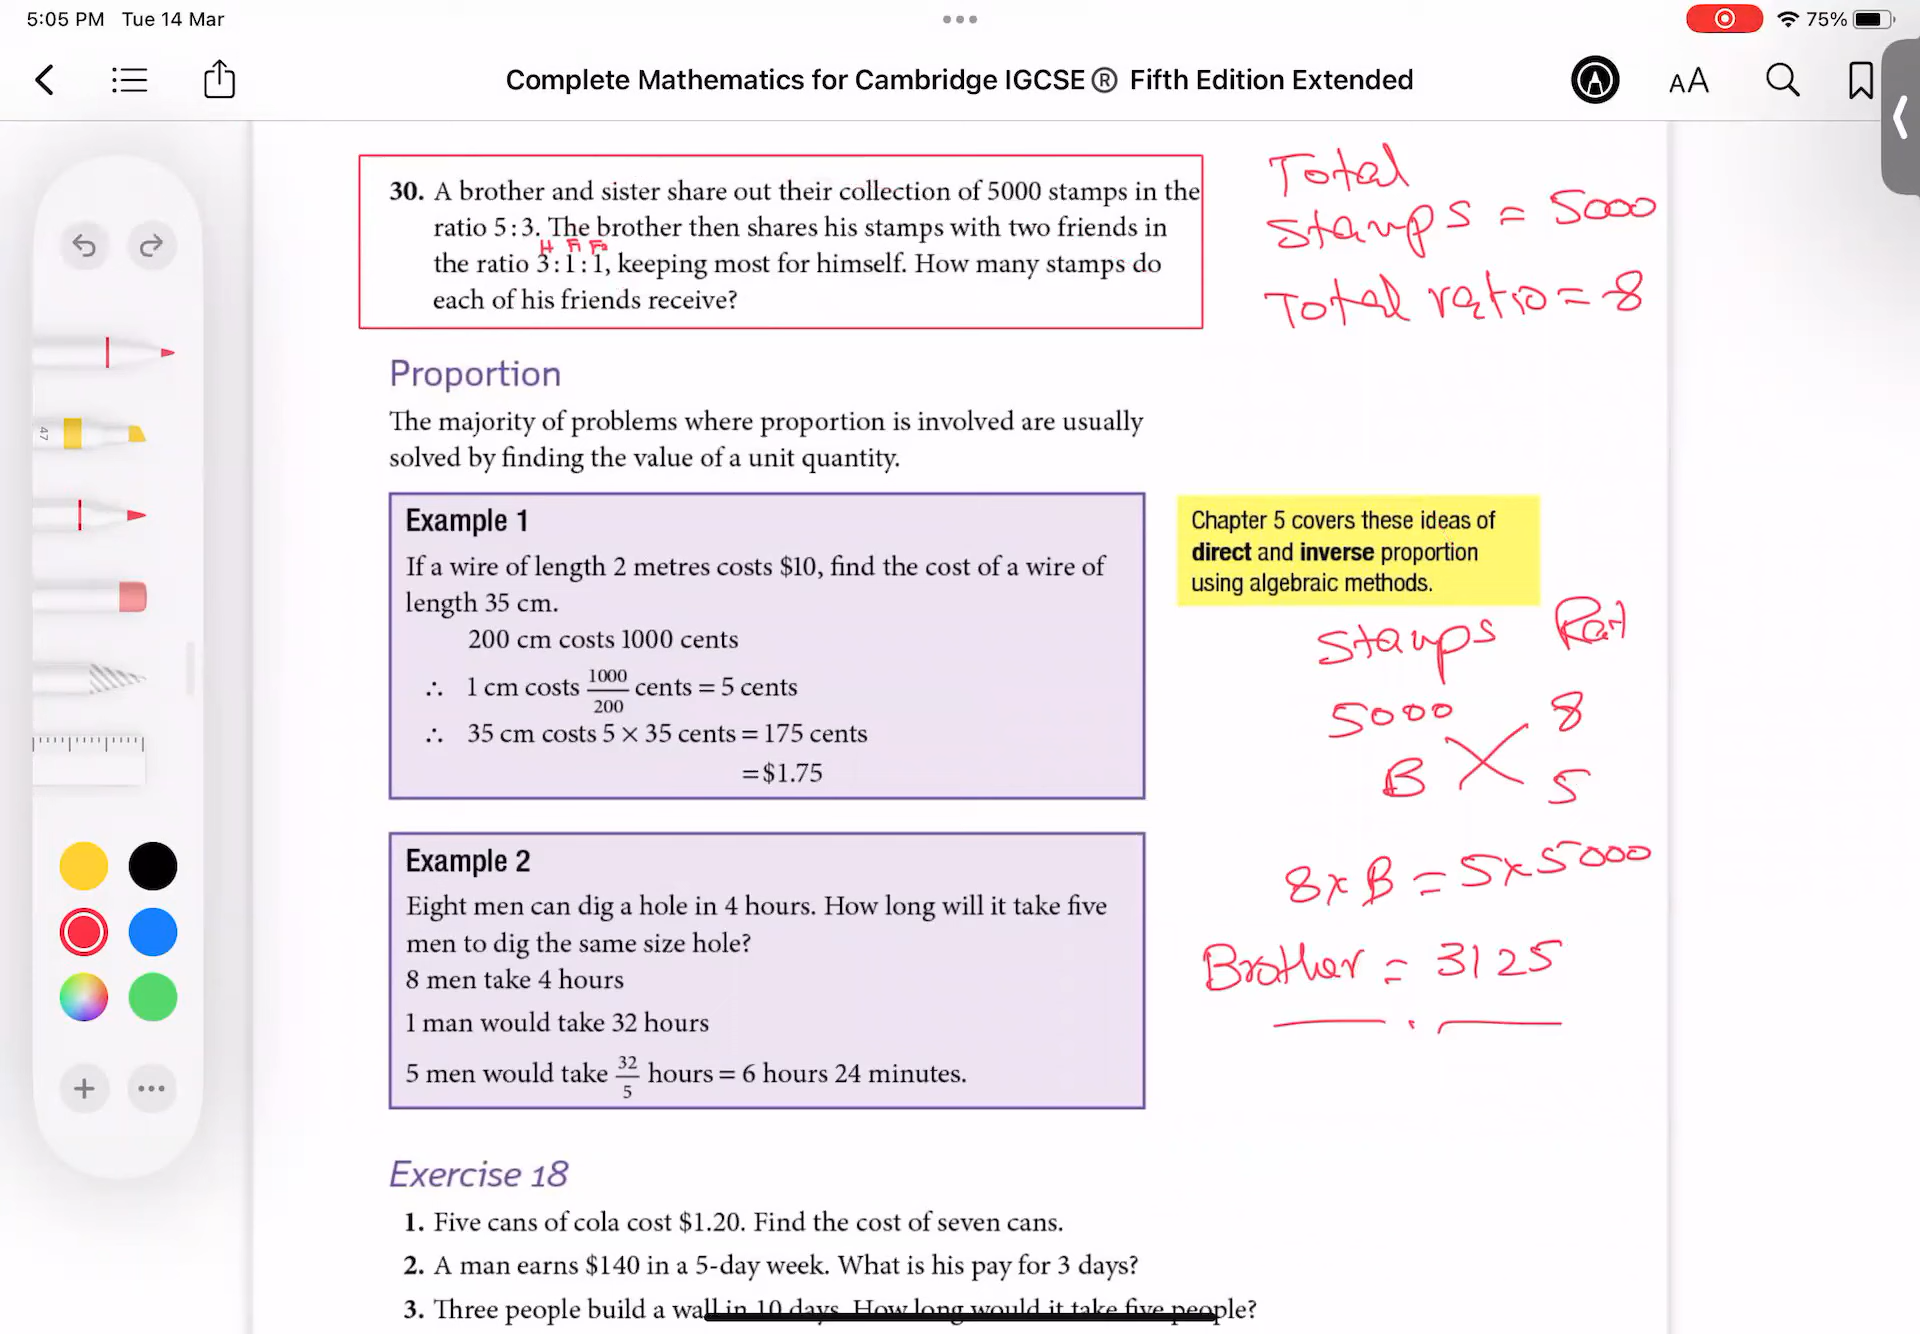 5:05 PM Tue 14 Mar
75%
Complete Mathematics for Cambridge IGCSE® Fifth Edition Extended
AA
30. A brother and sister share out their collection of 5000 stamps in the
ratio 5 : 3. The brother then shares his stamps with two friends in
H F1 F2
the ratio 3 : 1 : 1, keeping most for himself. How many stamps do
each of his friends receive?
Total
stamps = 5000
Total ratio = 8
Proportion
The majority of problems where proportion is involved are usually
solved by finding the value of a unit quantity.
Example 1
If a wire of length 2 metres costs $10, find the cost of a wire of
length 35 cm.
200 cm costs 1000 cents
∴ 1 cm costs 1000/200 cents = 5 cents
∴ 35 cm costs 5 × 35 cents = 175 cents
= $1.75
Chapter 5 covers these ideas of
direct and inverse proportion
using algebraic methods.
Stamps Rat
5000 8
B 5
8 × B = 5 × 5000
Brother = 3125
Example 2
Eight men can dig a hole in 4 hours. How long will it take five
men to dig the same size hole?
8 men take 4 hours
1 man would take 32 hours
5 men would take 32/5 hours = 6 hours 24 minutes.
Exercise 18
1. Five cans of cola cost $1.20. Find the cost of seven cans.
2. A man earns $140 in a 5-day week. What is his pay for 3 days?
3. Three people build a wall in 10 days. How long would it take five people?
47